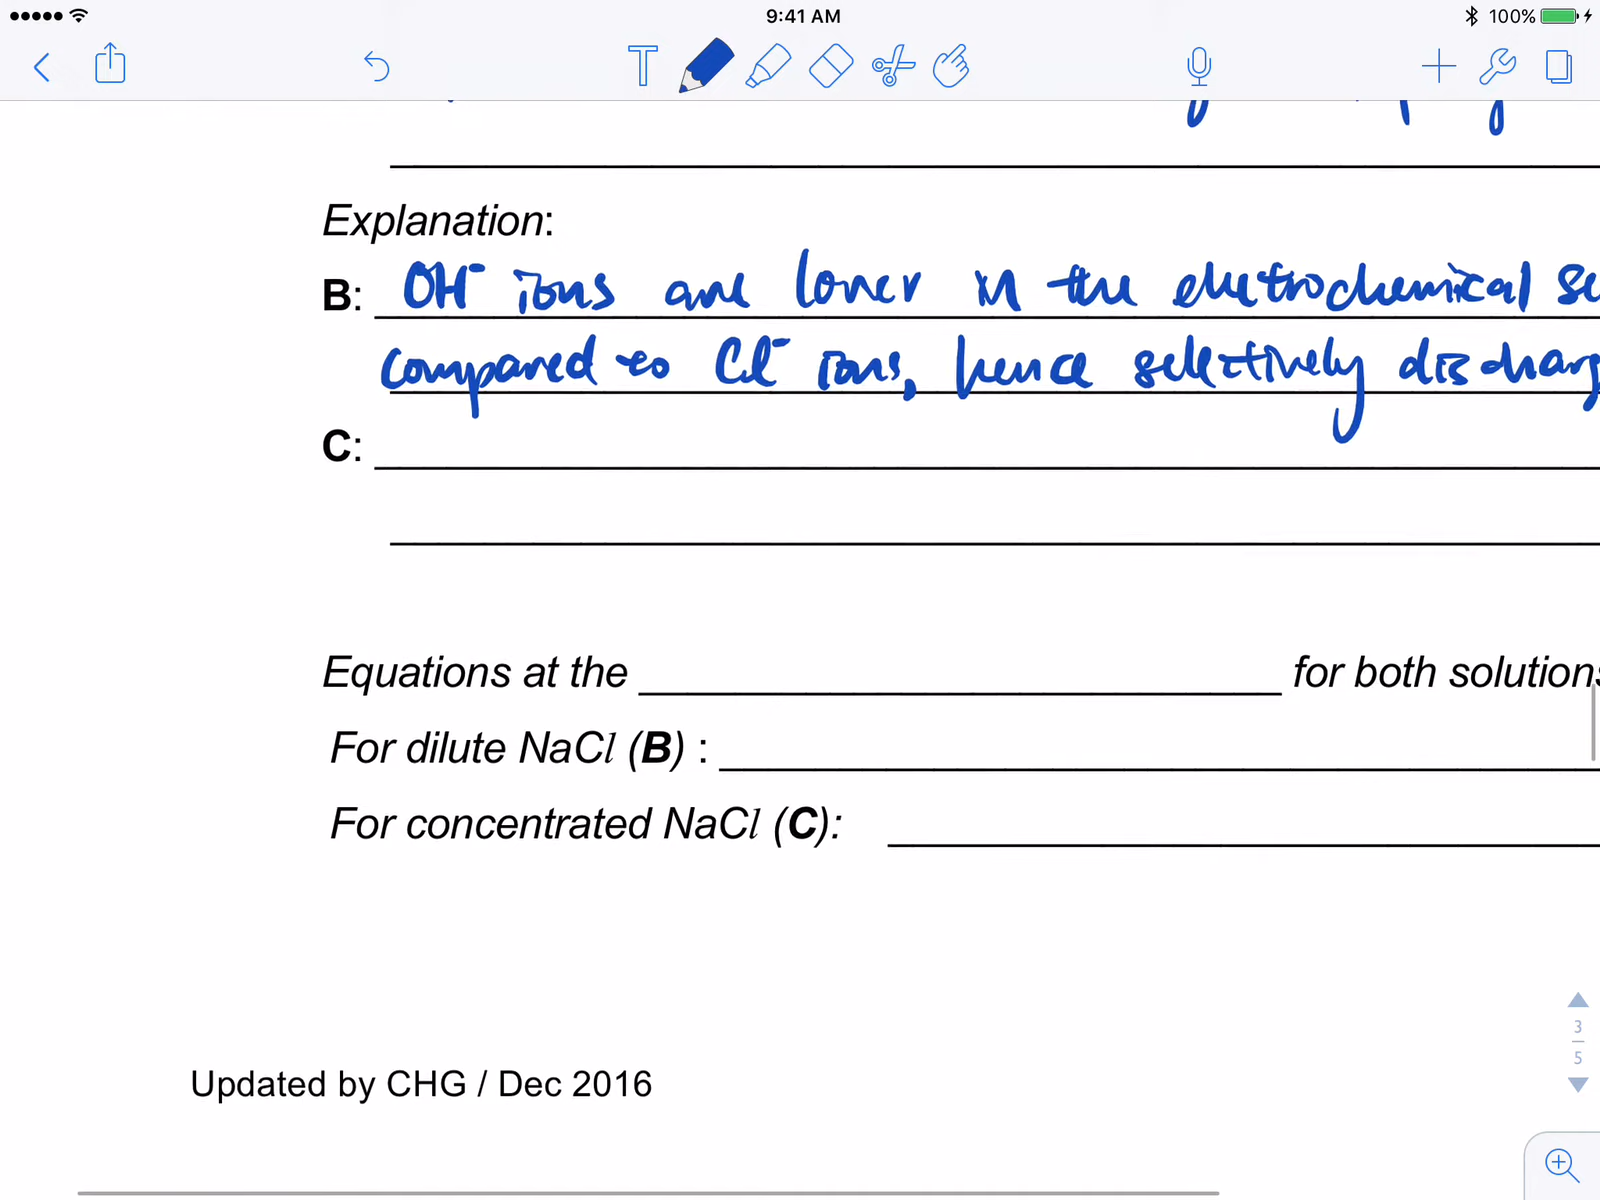 9:41 AM
100%
Explanation:
B: OH⁻ ions are lower in the electrochemical se
compared to Cl⁻ ions, hence selectively discharg
C:
Equations at the ____ for both solutions
For dilute NaCl (B) :
For concentrated NaCl (C):
3
5
Updated by CHG / Dec 2016